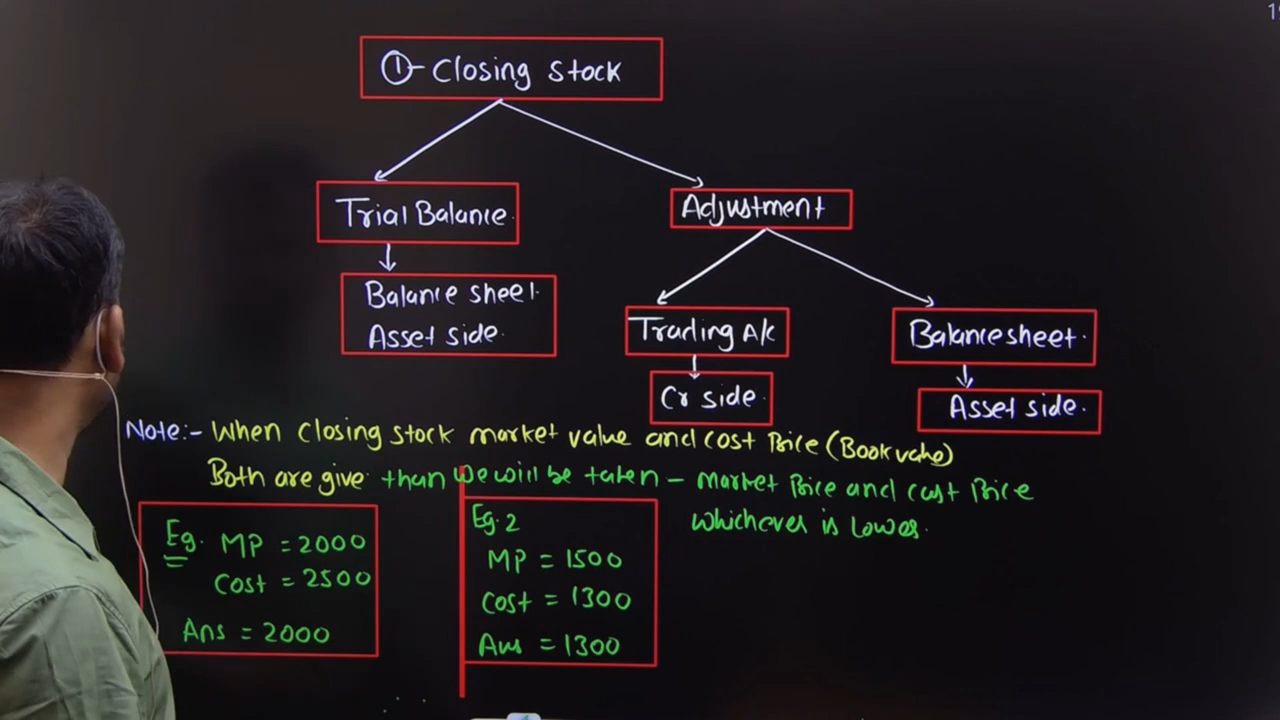 ① - Closing Stock
Trial Balance.
Adjustment
Balance sheet.
Asset side.
Trading A/c
Balance sheet.
Cr side.
Asset side.
Note:- When Closing Stock market value and cost Price (Book value)
Both are give than we will be taken - market Price and cost Price
whichever is Lower.
Eg. MP = 2000
Cost = 2500
Ans = 2000
Eg. 2
MP = 1500
Cost = 1300
Ans = 1300